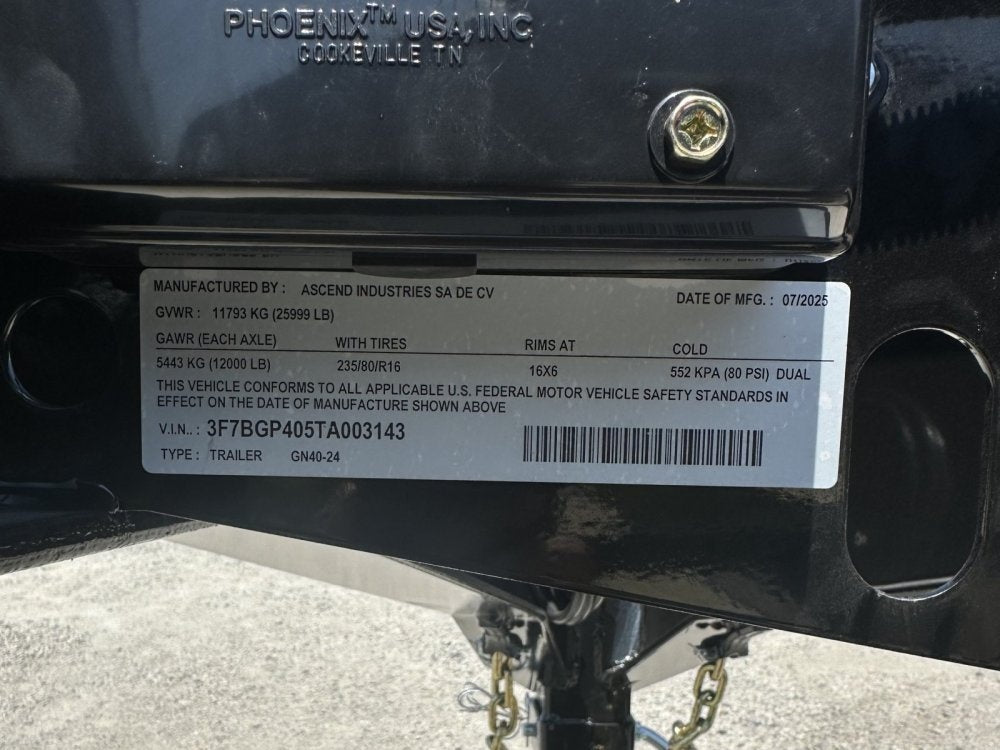 PHOENIX™ USA, INC
COOKEVILLE TN
MANUFACTURED BY : ASCEND INDUSTRIES SA DE CV DATE OF MFG. : 07/2025
GVWR : 11793 KG (25999 LB)
GAWR (EACH AXLE) WITH TIRES RIMS AT COLD
5443 KG (12000 LB) 235/80/R16 16X6 552 KPA (80 PSI) DUAL
THIS VEHICLE CONFORMS TO ALL APPLICABLE U.S. FEDERAL MOTOR VEHICLE SAFETY STANDARDS IN
EFFECT ON THE DATE OF MANUFACTURE SHOWN ABOVE
V.I.N.. : 3F7BGP405TA003143
TYPE : TRAILER GN40-24